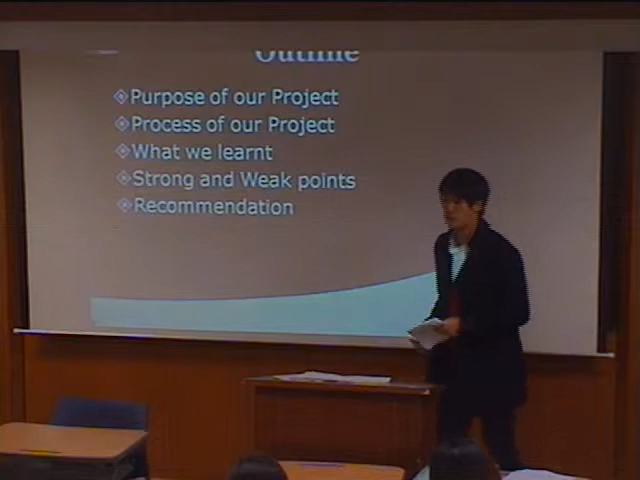 Outline
Purpose of our Project
Process of our Project
What we learnt
Strong and Weak points
Recommendation